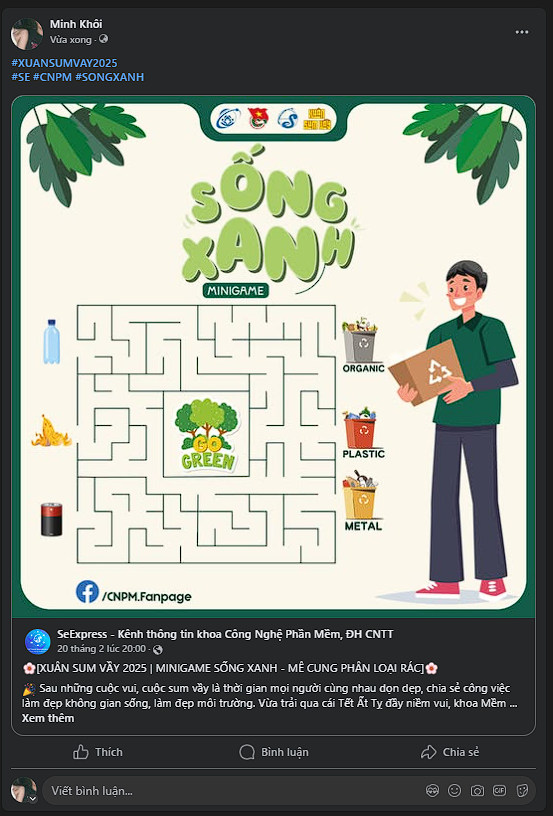 Minh Khôi
Vừa xong ·
#XUANSUMVAY2025
#SE #CNPM #SONGXANH
SỐNG
XANH
MINIGAME
ORGANIC
PLASTIC
METAL
GO
GREEN
/CNPM.Fanpage
SeExpress - Kênh thông tin khoa Công Nghệ Phần Mềm, ĐH CNTT
20 tháng 2 lúc 20:00 ·
🌸[XUÂN SUM VẦY 2025 | MINIGAME SỐNG XANH - MÊ CUNG PHÂN LOẠI RÁC]🌸
🎉 Sau những cuộc vui, cuộc sum vầy là thời gian mọi người cùng nhau dọn dẹp, chia sẻ công việc
làm đẹp không gian sống, làm đẹp môi trường. Vừa trải qua cái Tết Ất Tỵ đầy niềm vui, khoa Mềm ...
Xem thêm
Thích
Bình luận
Chia sẻ
Viết bình luận...
GIF